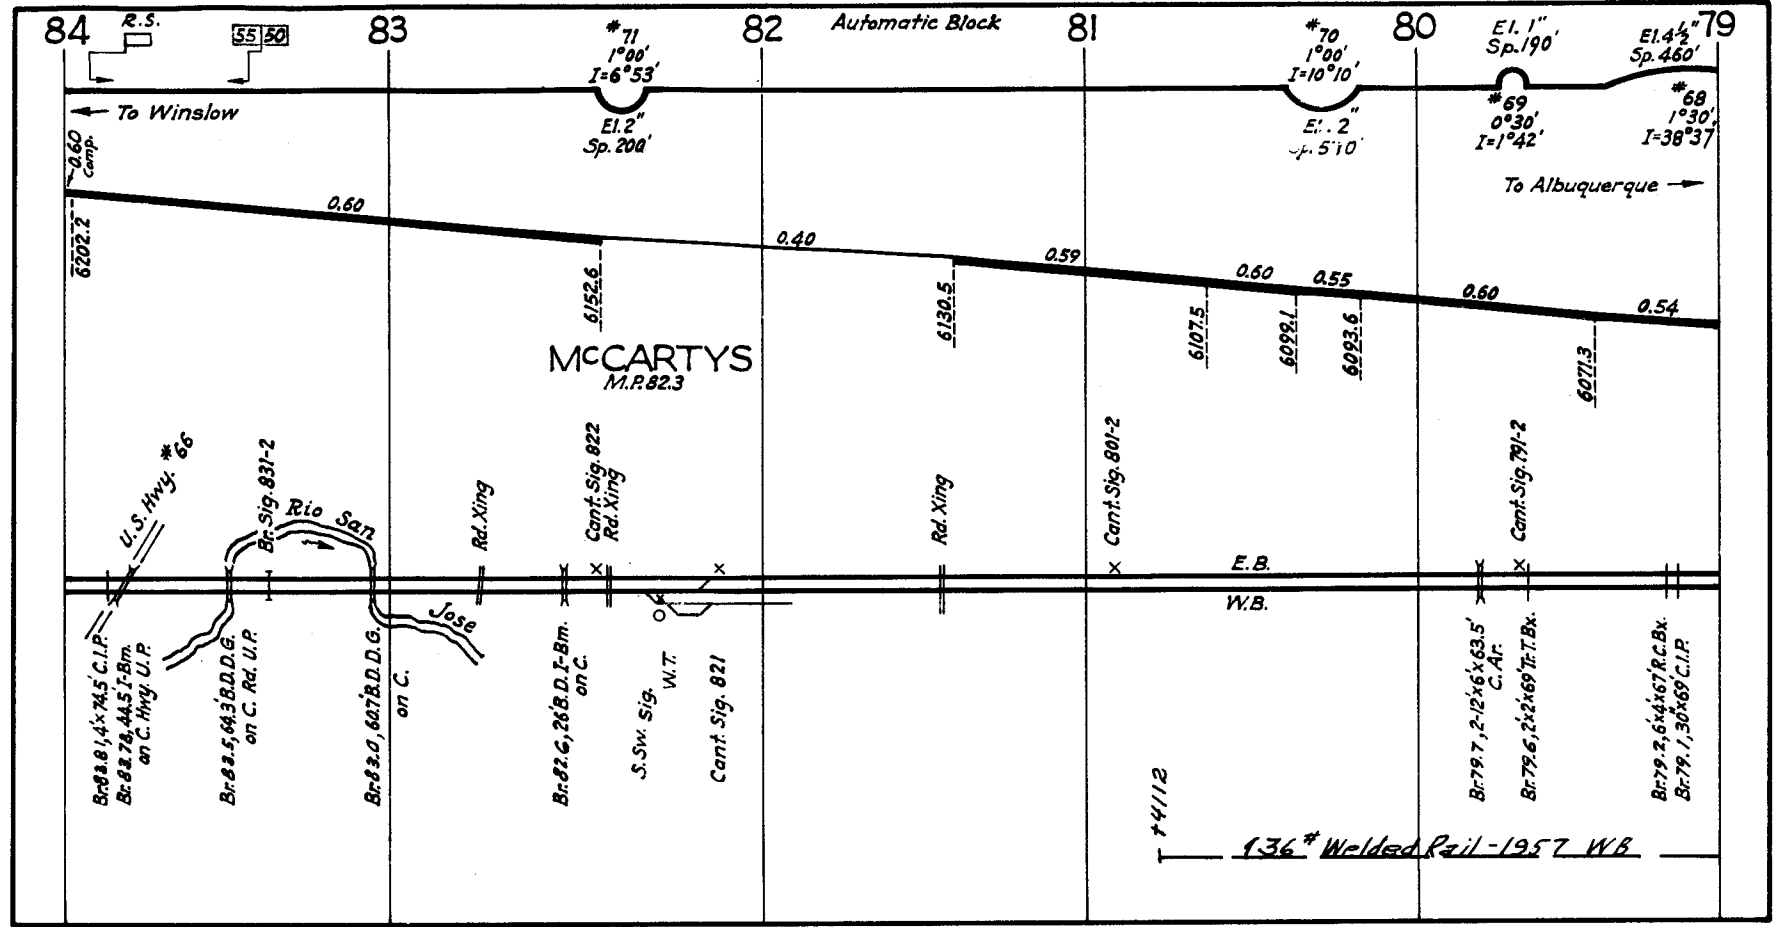 84
R.S.
55 50
83
#71
1°00'
I=6°53'
82
Automatic Block
81
#70
1°00'
I=10°10'
80
El. 1"
Sp. 190'
El. 4½"
Sp. 460'
79
To Winslow
El. 2"
Sp. 200'
El. 2"
Sp. 510'
#69
0°30'
I=1°42'
#68
1°30'
I=38°37'
To Albuquerque
0.60
Comp.
6202.2
0.60
6152.6
0.40
6130.5
0.59
6107.5
0.60
6099.1
0.55
6093.6
0.60
6071.3
0.54
McCARTYS
M.P. 82.3
U.S. Hwy. #66
Br. Sig. 831-2
Rio San
Jose
Rd. Xing
Cant. Sig. 822
Rd. Xing
Rd. Xing
Cant. Sig. 801-2
Cant. Sig. 791-2
E.B.
W.B.
Br. 83.81, 4'x74.5' C.I.P.
Br. 83.78, 44.5' I-Bm.
on C. Hwy. U.P.
Br. 83.5, 64.3' B.D.D.G.
on C. Rd. U.P.
Br. 83.0, 60.7' B.D.D.G.
on C.
Br. 82.6, 26' B.D. I-Bm.
on C.
S. Sw. Sig.
W.T.
Cant. Sig. 821
Br. 79.7, 2-12'x6'x63.5'
C. Ar.
Br. 79.6, 2'x2'x69' Tr. T. Bx.
Br. 79.2, 6'x4'x67' R.C. Bx.
Br. 79.1, 30"x69' C.I.P.
+4112
136# Welded Rail - 1957 WB